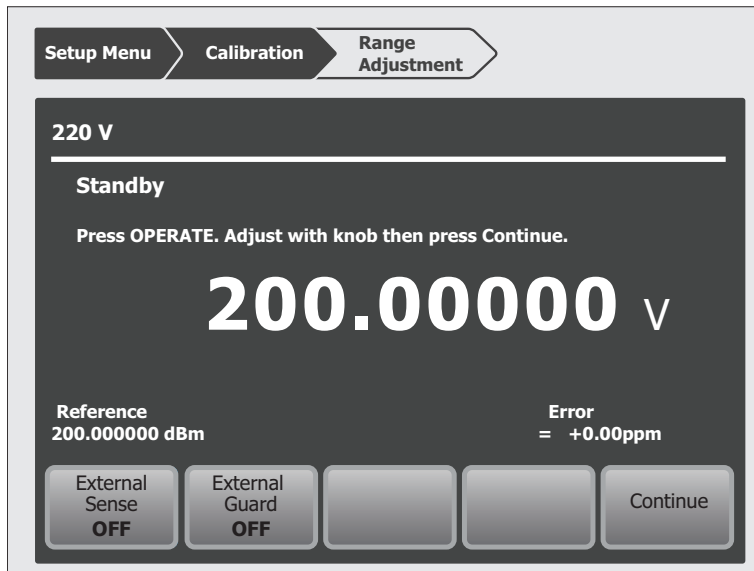 Setup Menu
Calibration
Range
Adjustment
220 V
Standby
Press OPERATE. Adjust with knob then press Continue.
200.00000 V
Reference
200.000000 dBm
Error
= +0.00ppm
External
Sense
OFF
External
Guard
OFF
Continue